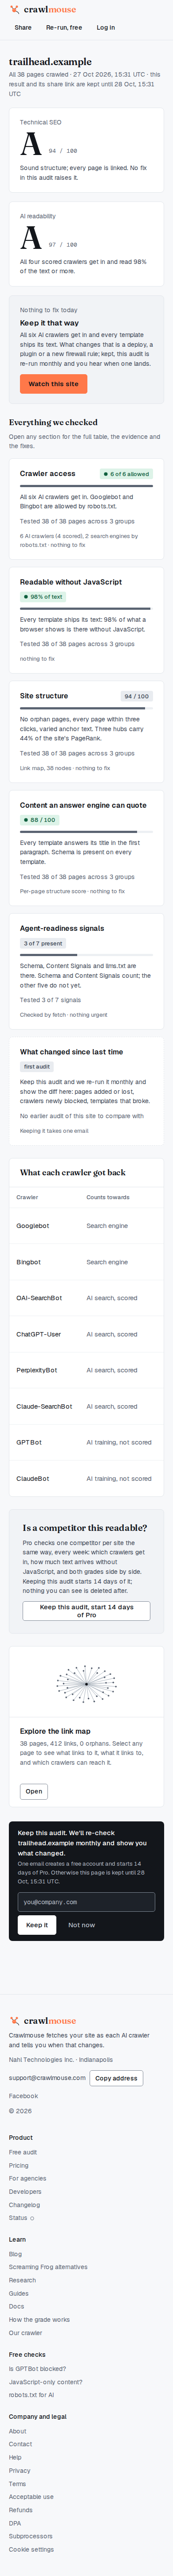 crawlmouse
Share Re-run, free Log in
trailhead.example
All 38 pages crawled · 27 Oct 2026, 15:31 UTC · this
result and its share link are kept until 28 Oct, 15:31
UTC
Technical SEO
A 94 / 100
Sound structure; every page is linked. No fix
in this audit raises it.
AI readability
A 97 / 100
All four scored crawlers get in and read 98%
of the text or more.
Nothing to fix today
Keep it that way
All six AI crawlers get in and every template
ships its text. What changes that is a deploy, a
plugin or a new firewall rule; kept, this audit is
re-run monthly and you hear when one lands.
Watch this site
Everything we checked
Open any section for the full table, the evidence and
the fixes.
Crawler access 6 of 6 allowed
All six AI crawlers get in. Googlebot and
Bingbot are allowed by robots.txt.
Tested 38 of 38 pages across 3 groups
6 AI crawlers (4 scored), 2 search engines by
robots.txt · nothing to fix
Readable without JavaScript
98% of text
Every template ships its text: 98% of what a
browser shows is there without JavaScript.
Tested 38 of 38 pages across 3 groups
nothing to fix
Site structure 94 / 100
No orphan pages, every page within three
clicks, varied anchor text. Three hubs carry
44% of the site's PageRank.
Tested 38 of 38 pages across 3 groups
Link map, 38 nodes · nothing to fix
Content an answer engine can quote
88 / 100
Every template answers its title in the first
paragraph. Schema is present on every
template.
Tested 38 of 38 pages across 3 groups
Per-page structure score · nothing to fix
Agent-readiness signals
3 of 7 present
Schema, Content Signals and llms.txt are
there. Schema and Content Signals count; the
other five do not yet.
Tested 3 of 7 signals
Checked by fetch · nothing urgent
What changed since last time
first audit
Keep this audit and we re-run it monthly and
show the diff here: pages added or lost,
crawlers newly blocked, templates that broke.
No earlier audit of this site to compare with
Keeping it takes one email
What each crawler got back
Crawler Counts towards
Googlebot Search engine
Bingbot Search engine
OAI-SearchBot AI search, scored
ChatGPT-User AI search, scored
PerplexityBot AI search, scored
Claude-SearchBot AI search, scored
GPTBot AI training, not scored
ClaudeBot AI training, not scored
Is a competitor this readable?
Pro checks one competitor per site the
same way, every week: which crawlers get
in, how much text arrives without
JavaScript, and both grades side by side.
Keeping this audit starts 14 days of it;
nothing you can see is deleted after.
Keep this audit, start 14 days
of Pro
Explore the link map
38 pages, 412 links, 0 orphans. Select any
page to see what links to it, what it links to,
and which crawlers can reach it.
Open
Keep this audit. We'll re-check
trailhead.example monthly and show you
what changed.
One email creates a free account and starts 14
days of Pro. Otherwise this page is kept until 28
Oct, 15:31 UTC.
you@company.com
Keep it Not now
crawlmouse
Crawlmouse fetches your site as each AI crawler
and tells you when that changes.
Nahi Technologies Inc. · Indianapolis
support@crawlmouse.com Copy address
Facebook
© 2026
Product
Free audit
Pricing
For agencies
Developers
Changelog
Status
Learn
Blog
Screaming Frog alternatives
Research
Guides
Docs
How the grade works
Our crawler
Free checks
Is GPTBot blocked?
JavaScript-only content?
robots.txt for AI
Company and legal
About
Contact
Help
Privacy
Terms
Acceptable use
Refunds
DPA
Subprocessors
Cookie settings